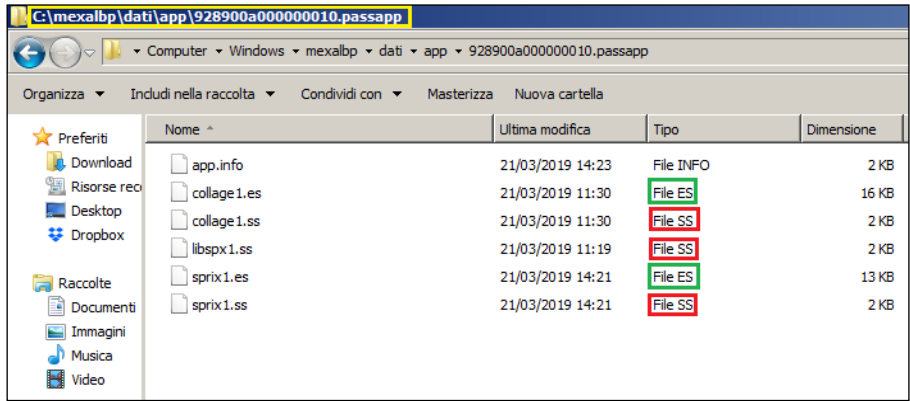 C:\mexalbp\dati\app\928900a000000010.passapp
Computer Windows mexalbp dati app 928900a000000010.passapp
Organizza Includi nella raccolta Condividi con Masterizza Nuova cartella
Preferiti
Download
Risorse reci
Desktop
Dropbox
Raccolte
Documenti
Immagini
Musica
Video
Nome Ultima modifica Tipo Dimensione
app.info 21/03/2019 14:23 File INFO 2 KB
collage1.es 21/03/2019 11:30 File ES 16 KB
collage1.ss 21/03/2019 11:30 File SS 2 KB
libspx1.ss 21/03/2019 11:19 File SS 2 KB
sprix1.es 21/03/2019 14:21 File ES 13 KB
sprix1.ss 21/03/2019 14:21 File SS 2 KB